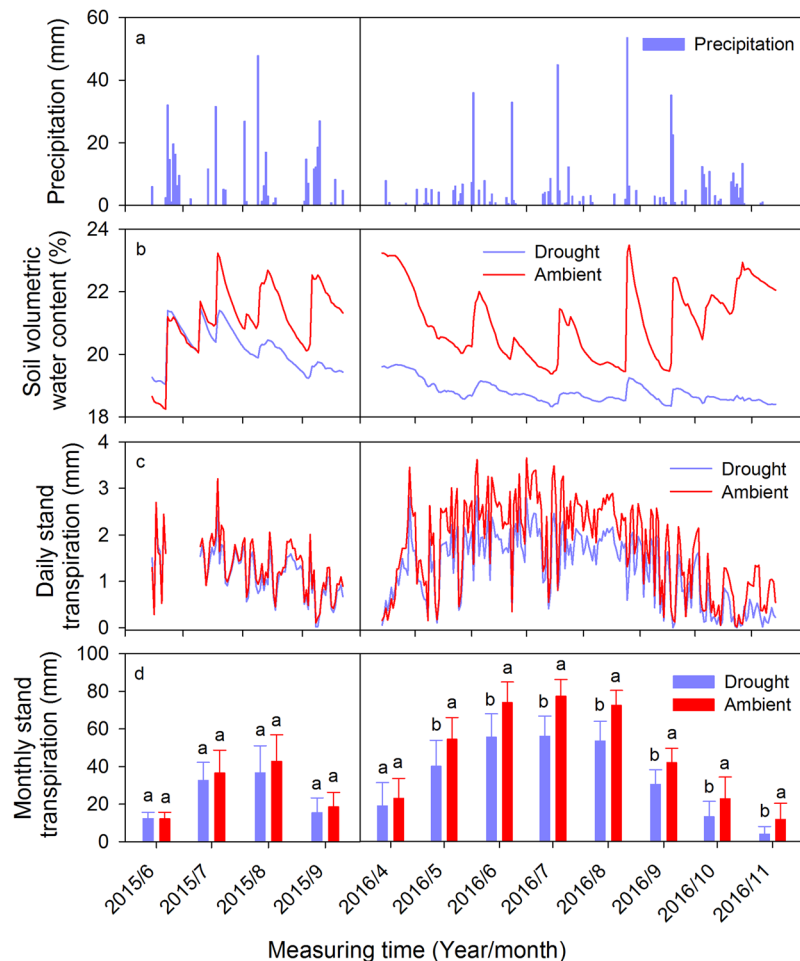 Precipitation (mm)
60
40
20
0
a
Precipitation
Soil volumetric
water content (%)
24
22
20
18
b
Drought
Ambient
Daily stand
transpiration (mm)
4
3
2
1
0
c
Drought
Ambient
Monthly stand
transpiration (mm)
100
80
60
40
20
0
d
Drought
Ambient
a a a a a a a a a a b a b a b a b a b a b a b a
2015/6 2015/7 2015/8 2015/9 2016/4 2016/5 2016/6 2016/7 2016/8 2016/9 2016/10 2016/11
Measuring time (Year/month)